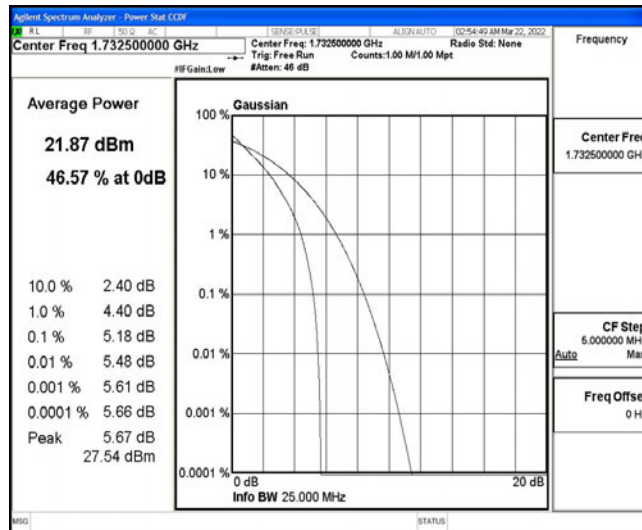 Agilent Spectrum Analyzer - Power Stat CCDF
RL RF 50 Ω AC SENSE:PULSE ALIGN AUTO 02:54:49 AM Mar 22, 2022
Center Freq 1.732500000 GHz
Center Freq: 1.732500000 GHz
Radio Std: None
Trig: Free Run Counts:1.00 M/1.00 Mpt
#IFGain:Low
#Atten: 46 dB
Frequency
Average Power
21.87 dBm
46.57 % at 0dB
10.0 % 2.40 dB
1.0 % 4.40 dB
0.1 % 5.18 dB
0.01 % 5.48 dB
0.001 % 5.61 dB
0.0001 % 5.66 dB
Peak 5.67 dB
27.54 dBm
Gaussian
100 %
10 %
1 %
0.1 %
0.01 %
0.001 %
0.0001 %
0 dB 20 dB
Info BW 25.000 MHz
Center Fre
1.732500000 GH
CF Ste
5.000000 MH
Auto Ma
Freq Offse
0 H
MSG STATUS